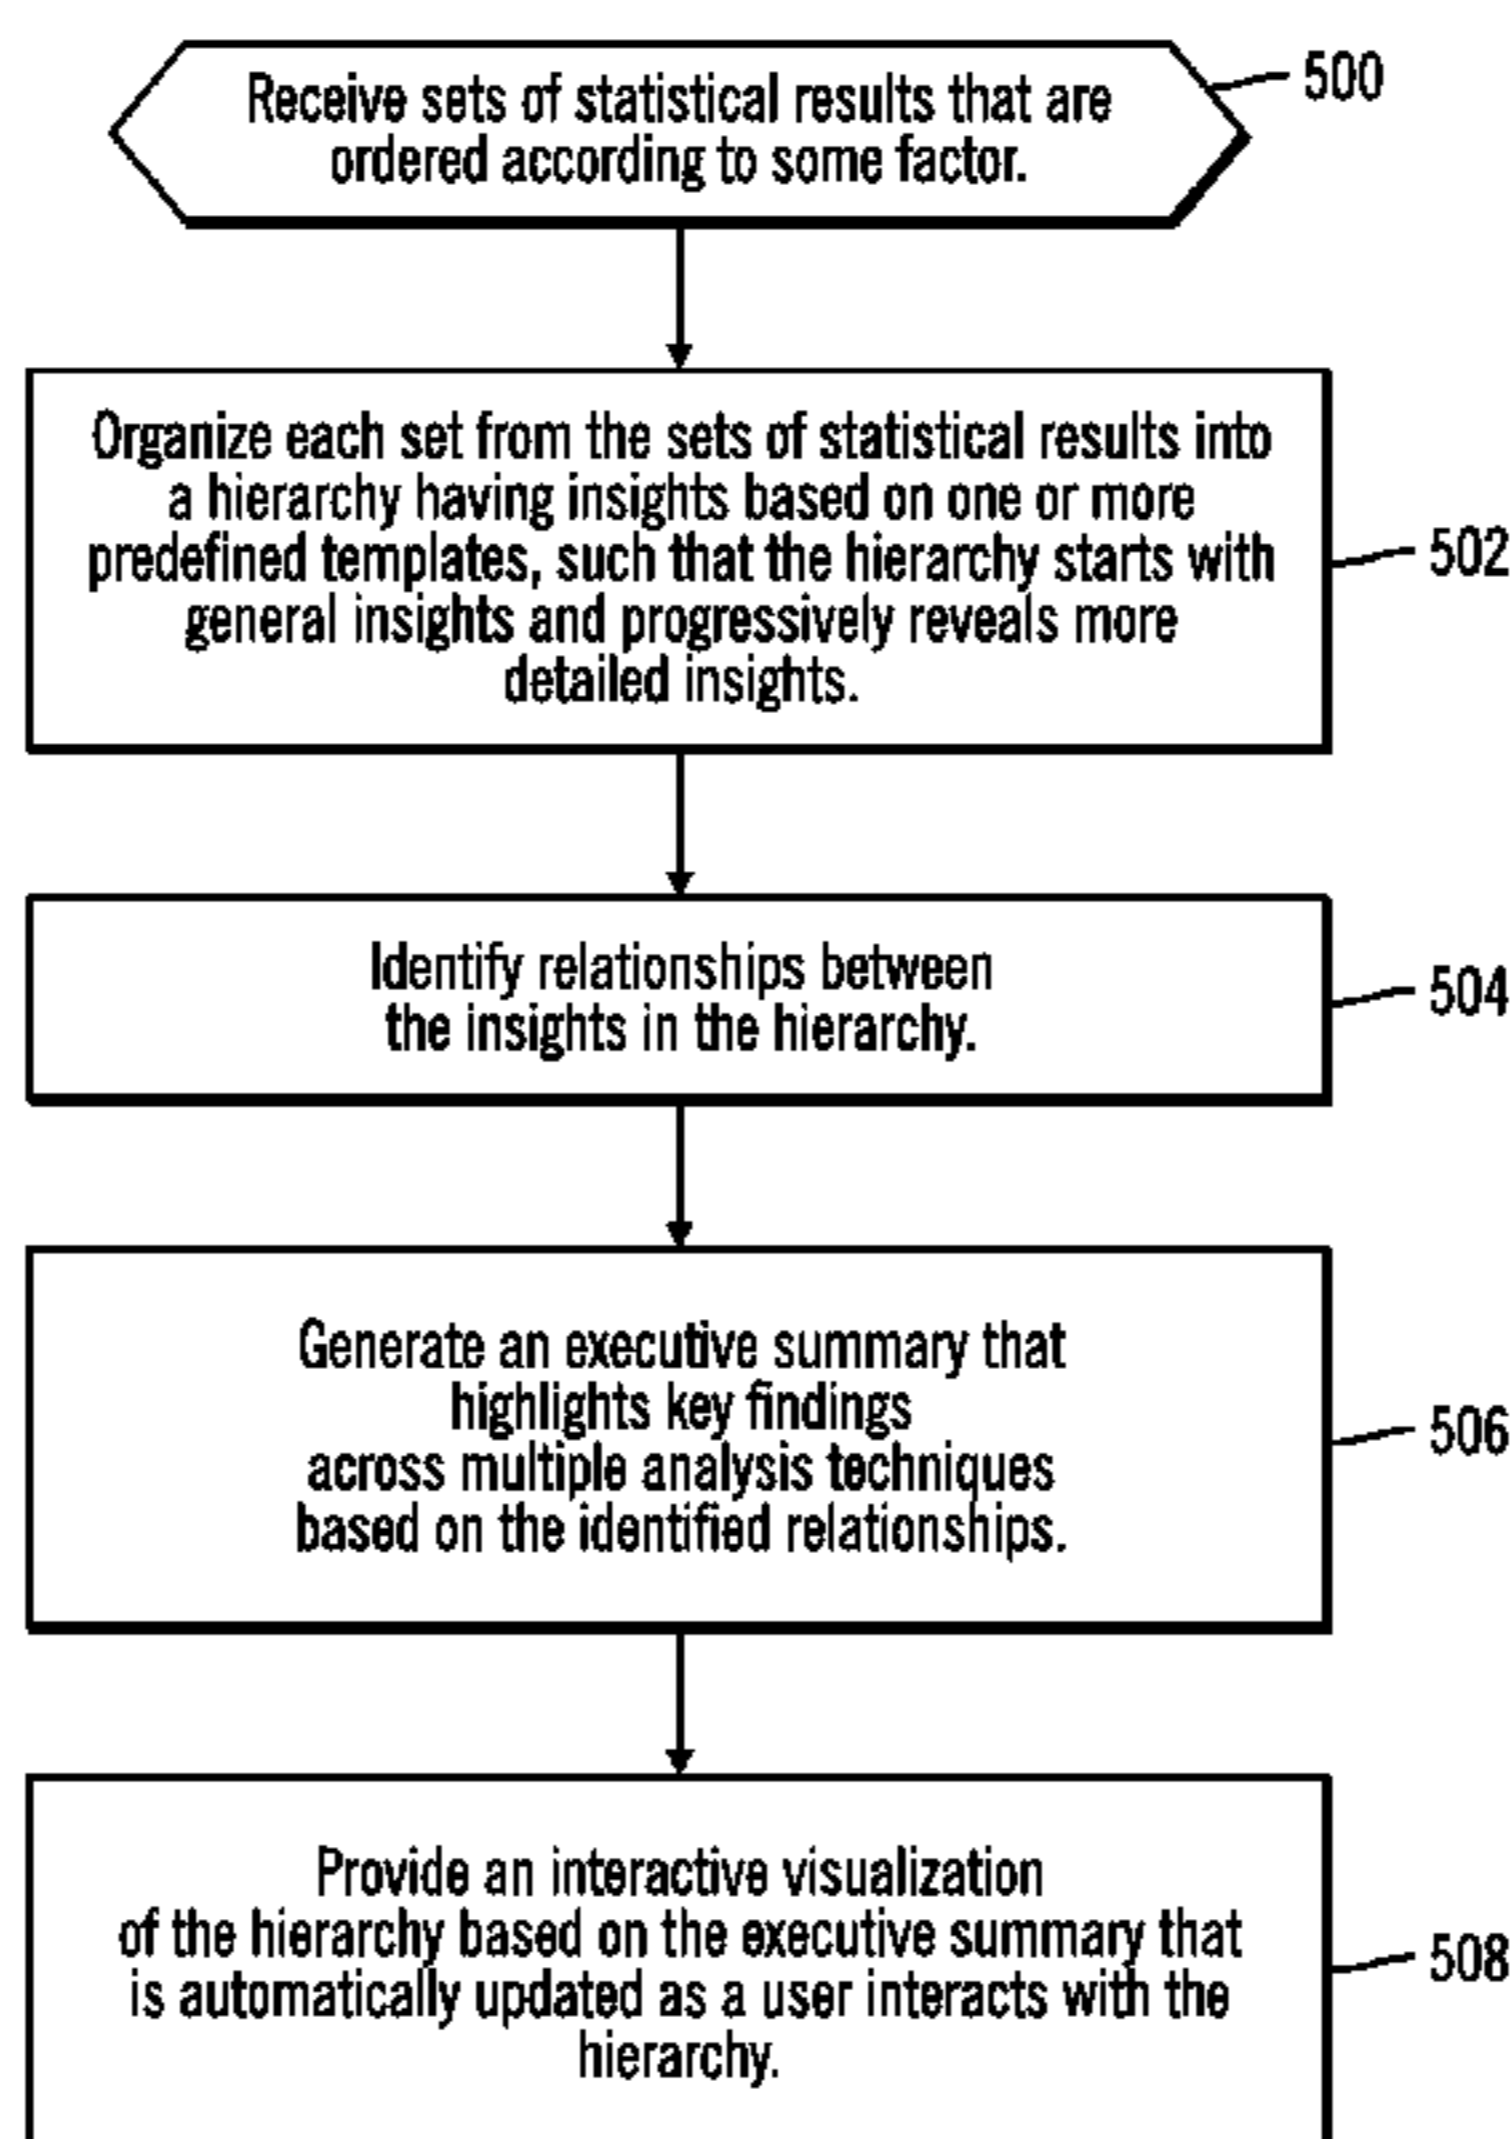 Receive sets of statistical results that are
ordered according to some factor.
500
Organize each set from the sets of statistical results into
a hierarchy having insights based on one or more
predefined templates, such that the hierarchy starts with
general insights and progressively reveals more
detailed insights.
502
Identify relationships between
the insights in the hierarchy.
504
Generate an executive summary that
highlights key findings
across multiple analysis techniques
based on the identified relationships.
506
Provide an interactive visualization
of the hierarchy based on the executive summary that
is automatically updated as a user interacts with the
hierarchy.
508